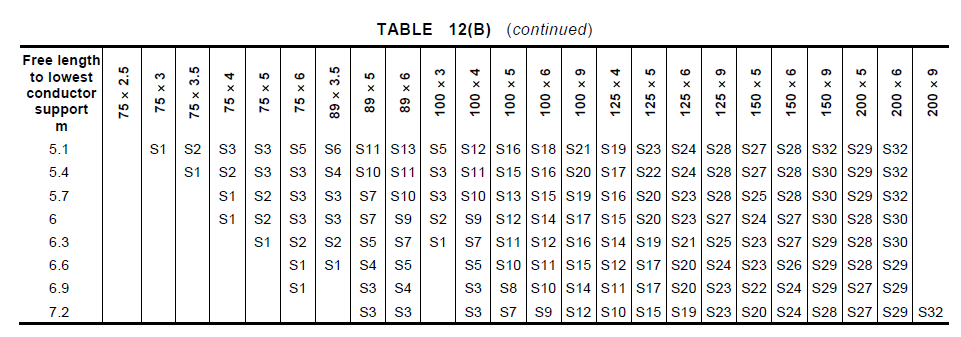 TABLE 12(B) (continued)
Free length
to lowest
conductor
support
m
75 × 2.5
75 × 3
75 × 3.5
75 × 4
75 × 5
75 × 6
89 × 3.5
89 × 5
89 × 6
100 × 3
100 × 4
100 × 5
100 × 6
100 × 9
125 × 4
125 × 5
125 × 6
125 × 9
150 × 5
150 × 6
150 × 9
200 × 5
200 × 6
200 × 9
5.1 S1 S2 S3 S3 S5 S6 S11 S13 S5 S12 S16 S18 S21 S19 S23 S24 S28 S27 S28 S32 S29 S32
5.4 S1 S2 S3 S3 S4 S10 S11 S3 S11 S15 S16 S20 S17 S22 S24 S28 S27 S28 S30 S29 S32
5.7 S1 S2 S3 S3 S7 S10 S3 S10 S13 S15 S19 S16 S20 S23 S28 S25 S28 S30 S29 S32
6 S1 S2 S3 S3 S7 S9 S2 S9 S12 S14 S17 S15 S20 S23 S27 S24 S27 S30 S28 S30
6.3 S1 S2 S2 S5 S7 S1 S7 S11 S12 S16 S14 S19 S21 S25 S23 S27 S29 S28 S30
6.6 S1 S1 S4 S5 S5 S10 S11 S15 S12 S17 S20 S24 S23 S26 S29 S28 S29
6.9 S1 S3 S4 S3 S8 S10 S14 S11 S17 S20 S23 S22 S24 S29 S27 S29
7.2 S3 S3 S3 S7 S9 S12 S10 S15 S19 S23 S20 S24 S28 S27 S29 S32